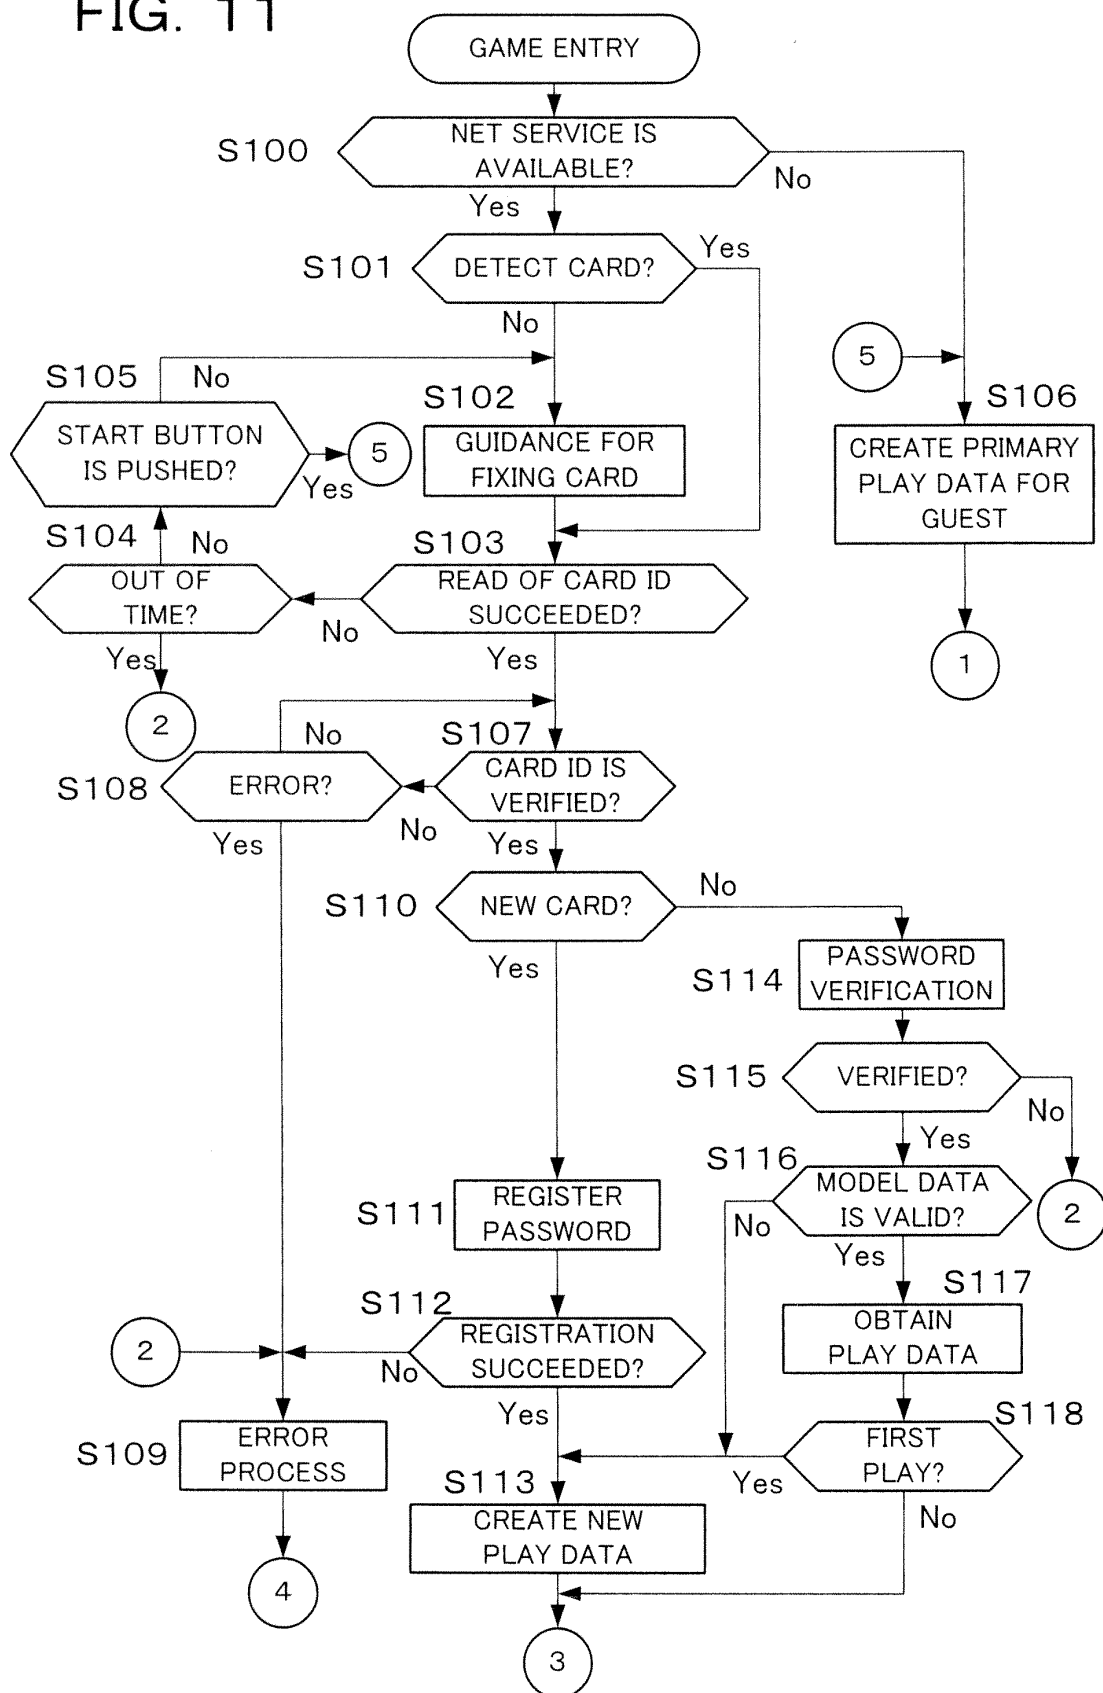 FIG. 11
GAME ENTRY
S100
NET SERVICE IS
AVAILABLE?
No
Yes
S101
DETECT CARD?
Yes
No
S105
No
START BUTTON
IS PUSHED?
Yes
5
S102
GUIDANCE FOR
FIXING CARD
5
S106
CREATE PRIMARY
PLAY DATA FOR
GUEST
1
S104
No
OUT OF
TIME?
Yes
2
S103
READ OF CARD ID
SUCCEEDED?
No
Yes
S107
CARD ID IS
VERIFIED?
No
Yes
S108
No
ERROR?
Yes
S110
NEW CARD?
No
Yes
S114
PASSWORD
VERIFICATION
S115
VERIFIED?
No
Yes
2
S116
MODEL DATA
IS VALID?
No
Yes
S111
REGISTER
PASSWORD
S117
OBTAIN
PLAY DATA
S112
REGISTRATION
SUCCEEDED?
No
Yes
2
S118
FIRST
PLAY?
Yes
No
S109
ERROR
PROCESS
S113
CREATE NEW
PLAY DATA
4
3